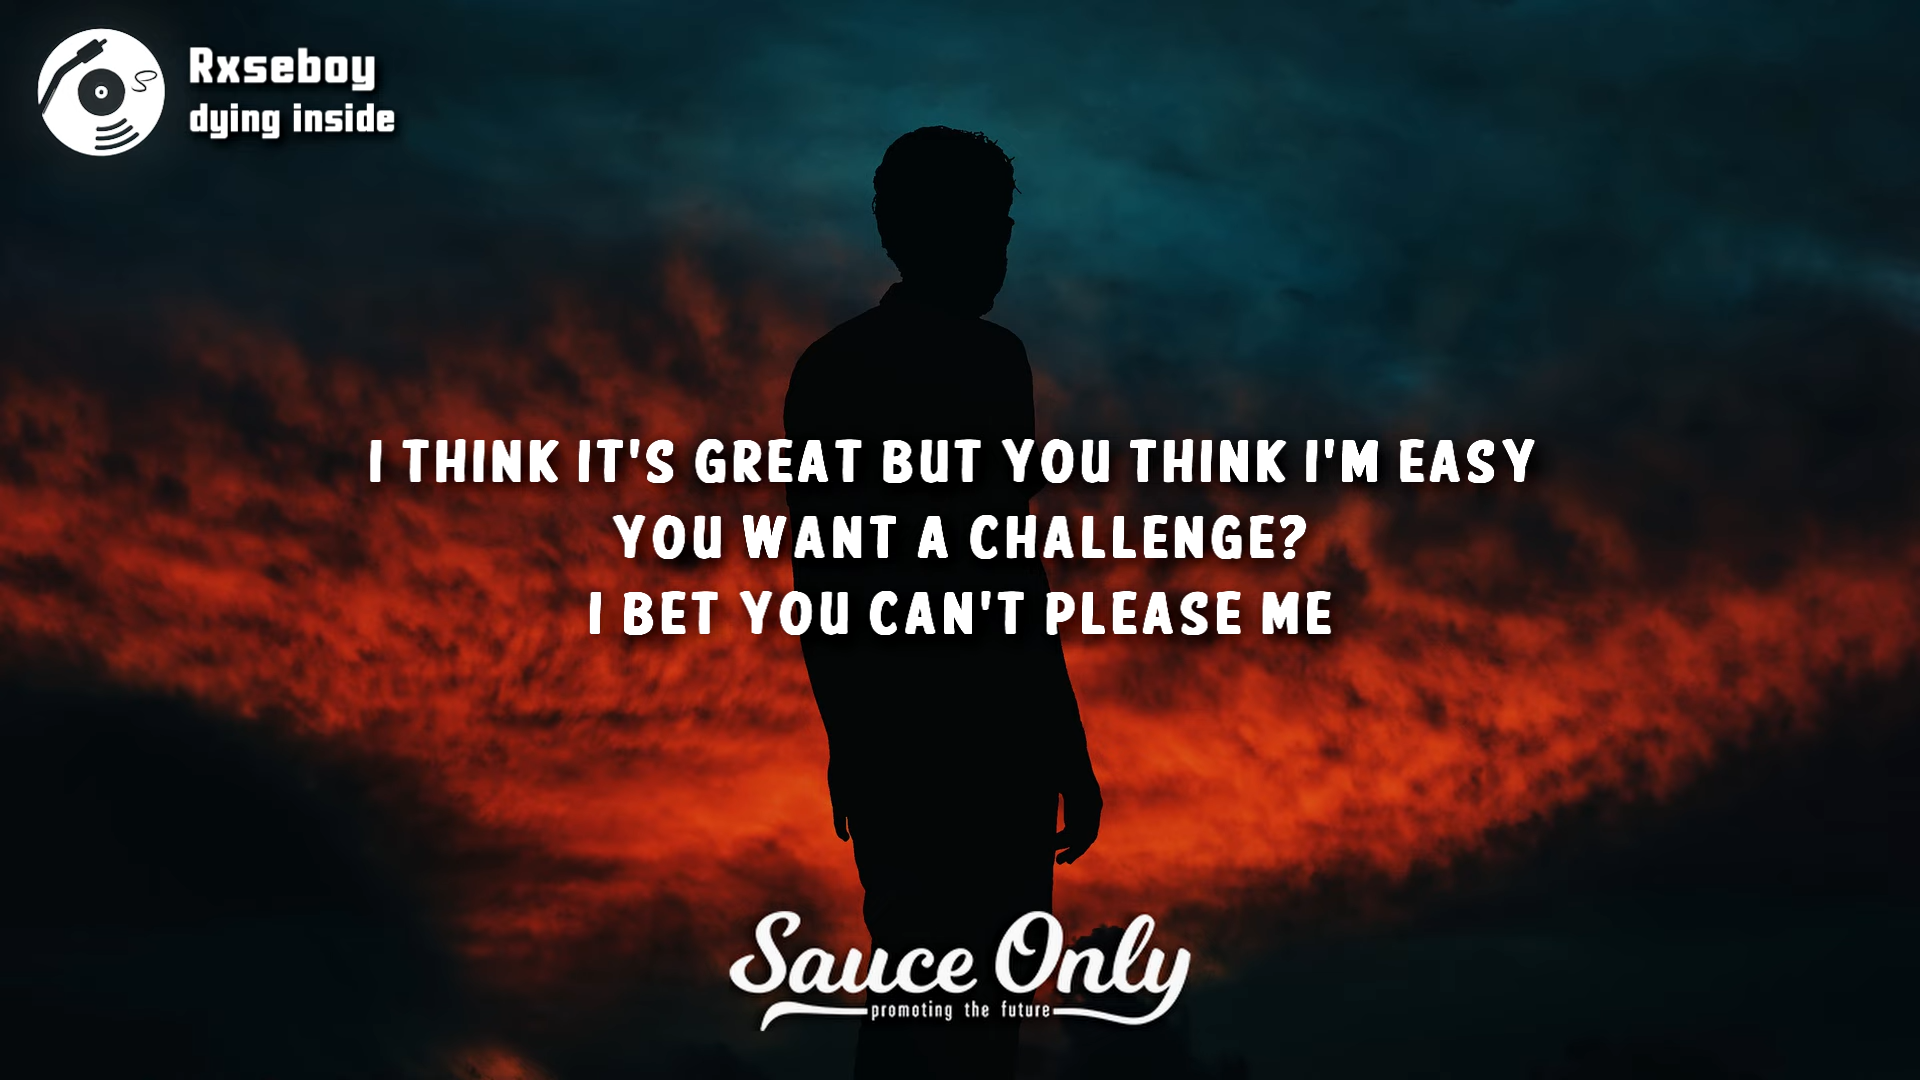 Rxseboy
dying inside
I THINK IT'S GREAT BUT YOU THINK I'M EASY
YOU WANT A CHALLENGE?
I BET YOU CAN'T PLEASE ME
Sauce Only
promoting the future